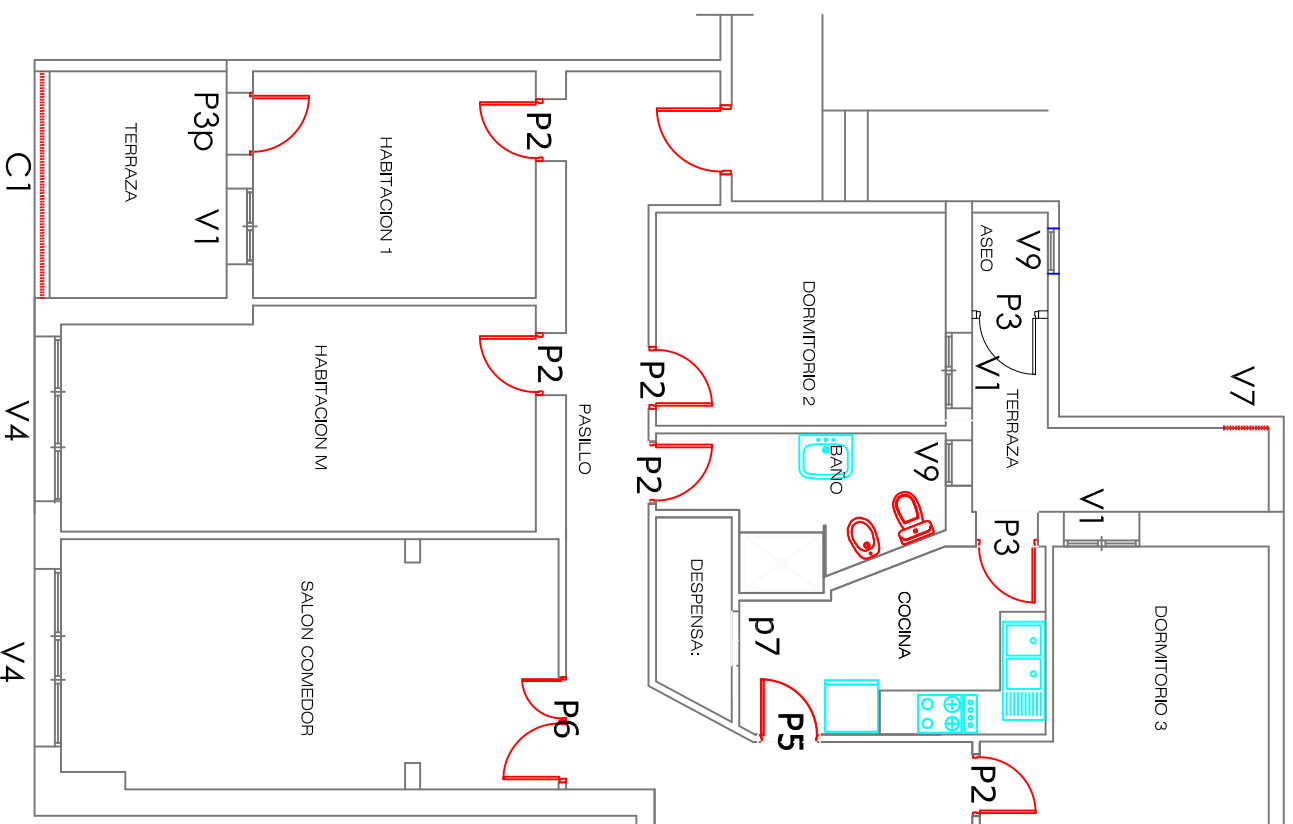 C1
TERRAZA
P3p
V1
HABITACION 1
P2
V4
HABITACION M
P2
PASILLO
V4
SALON COMEDOR
P6
DORMITORIO 2
P2
P2
BAÑO
V9
V1
ASEO
V9
P3
TERRAZA
V7
V1
P3
DESPENSA:
p7
COCINA
P5
DORMITORIO 3
P2